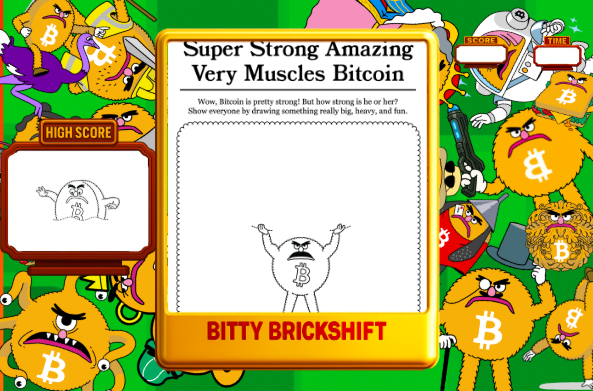 SCORE
TIME
Super Strong Amazing
Very Muscles Bitcoin
Wow, Bitcoin is pretty strong! But how strong is he or her?
Show everyone by drawing something really big, heavy, and fun.
HIGH SCORE
BITTY BRICKSHIFT